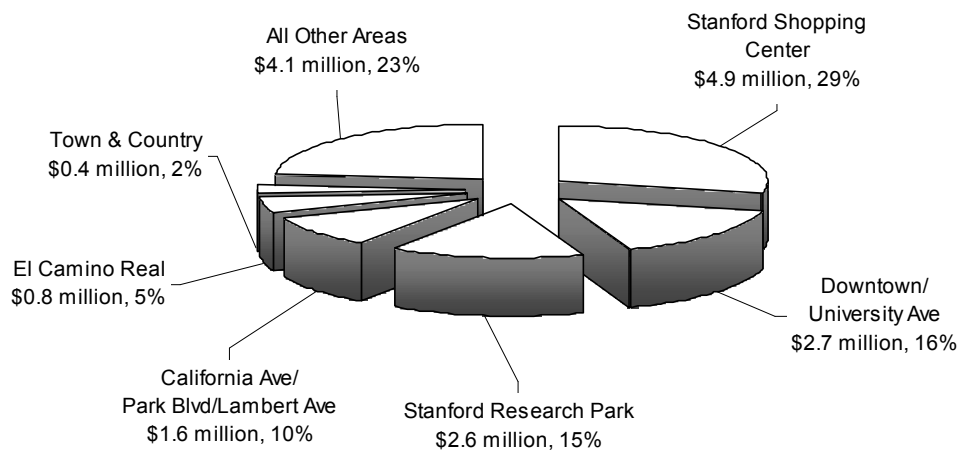 All Other Areas
$4.1 million, 23%
Stanford Shopping
Center
$4.9 million, 29%
Town & Country
$0.4 million, 2%
El Camino Real
$0.8 million, 5%
Downtown/
University Ave
$2.7 million, 16%
California Ave/
Park Blvd/Lambert Ave
$1.6 million, 10%
Stanford Research Park
$2.6 million, 15%